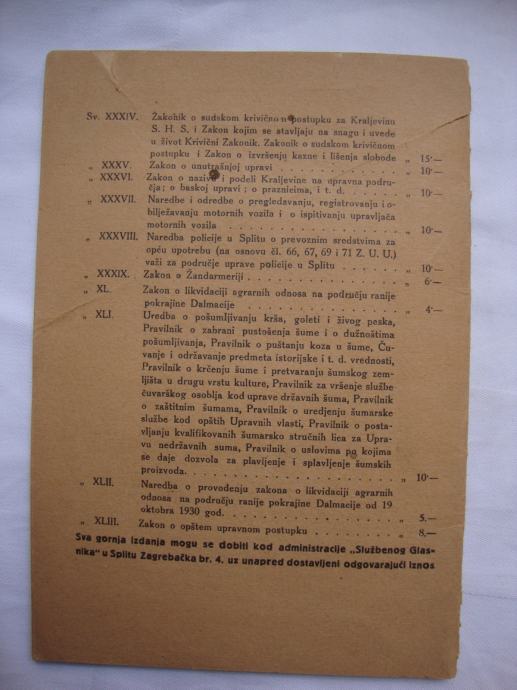 Sv. XXXIV. Zakonik o sudskom krivično postupku za Kraljevinu
S. H. S. i Zakon kojim se stavljaju na snagu i uvede
u život Krivični Zakonik. Zakonik o sudskom krivičnom
postupku i Zakon o izvršenju kazne i lišenja slobode „ 15·—
„ XXXV. Zakon o unutrašnjoj upravi . . . . . . . . . . „ 10·—
„ XXXVI. Zakon o nazivu i podeli Kraljevine na upravna podru-
čja; o baskoj upravi; o praznicima, i t. d. . . . . . „ 10·—
„ XXXVII. Naredbe i odredbe o pregledavanju, registrovanju i o-
bilježavanju motornih vozila i o ispitivanju upravljača
motornih vozila . . . . . . . . . . . . . „ 10·—
„ XXXVIII. Naredba policije u Splitu o prevoznim sredstvima za
opću upotrebu (na osnovu čl. 66, 67, 69 i 71 Z. U. U.)
važi za područje uprave policije u Splitu . . . . . . „ 10·—
„ XXXIX. Zakon o Žandarmeriji . . . . . . . . . . . „ 6·—
„ XL. Zakon o likvidaciji agrarnih odnosa na području ranije
pokrajine Dalmacije . . . . . . . . . . . . „ 4·—
„ XLI. Uredba o pošumljivanju krša, goleti i živog peska,
Pravilnik o zahrani pustošenja šume i o dužnostima
pošumljivanja, Pravilnik o puštanju koza u šume, Ču-
vanje i održavanje predmeta istorijske i t. d. vrednosti,
Pravilnik o krčenju šume i pretvaranju šumskog zem-
ljišta u drugu vrstu kulture, Pravilnik za vršenje službe
čuvarškog osoblja kod uprave državnih šuma, Pravilnik
o zaštitnim šumama, Pravilnik o uredjenju šumarske
službe kod opštih Upravnih vlasti, Pravilnik o posta-
vljanju kvalifikovanih šumarsko stručnih lica za Upra-
vu nedržavnih suma, Pravilnik o uslovima po kojima
se daje dozvola za plavljenje i splavljenje šumskih
proizvoda. . . . . . . . . . . . . . . . „ 10·—
„ XLII. Naredba o provođenju zakona o likvidaciji agrarnih
odnosa na području ranije pokrajine Dalmacije od 19
oktobra 1930 god. . . . . . . . . . . . . „ 5.—
„ XLIII. Zakon o opštem upravnom postupku . . . . . . . „ 8,—
Sva gornja izdanja mogu se dobiti kod administracije „Službenog Glas-
nika“ u Splitu Zagrebačka br. 4. uz unapred dostavljeni odgovarajući iznos